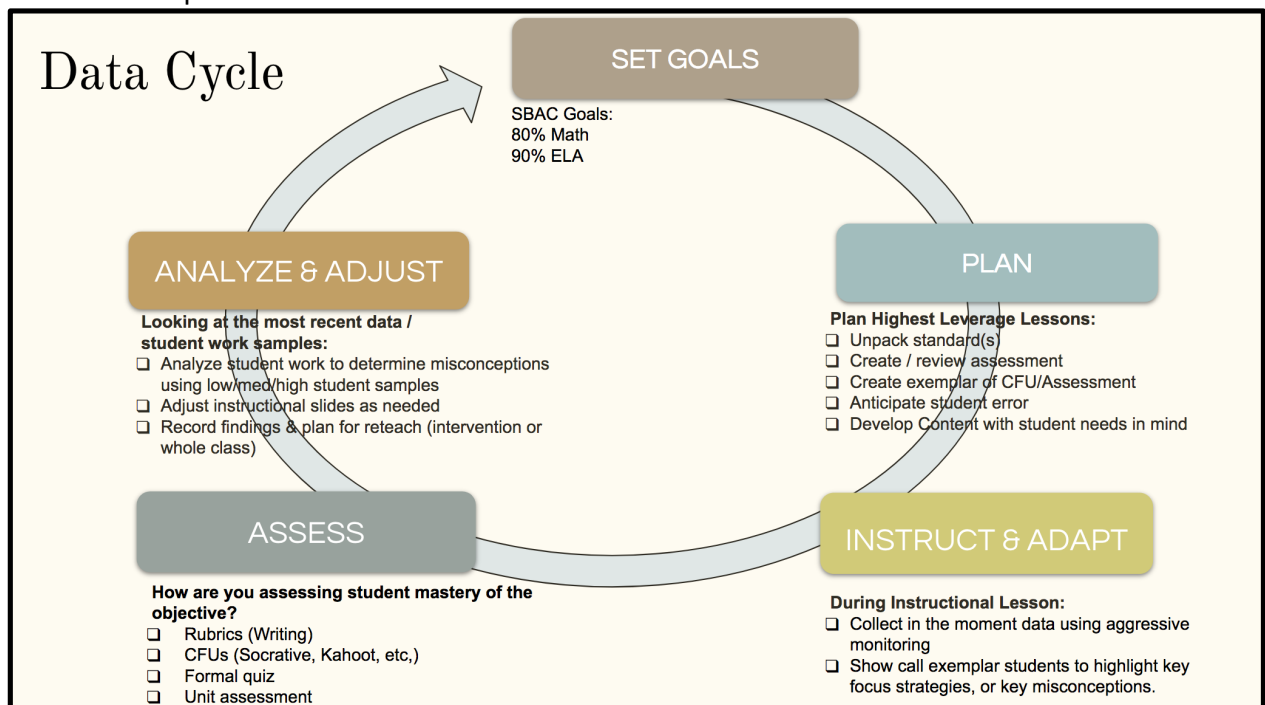 Data Cycle
SET GOALS
SBAC Goals:
80% Math
90% ELA
PLAN
Plan Highest Leverage Lessons:
❏ Unpack standard(s)
❏ Create / review assessment
❏ Create exemplar of CFU/Assessment
❏ Anticipate student error
❏ Develop Content with student needs in mind
INSTRUCT & ADAPT
During Instructional Lesson:
❏ Collect in the moment data using aggressive
monitoring
❏ Show call exemplar students to highlight key
focus strategies, or key misconceptions.
ASSESS
How are you assessing student mastery of the
objective?
❏ Rubrics (Writing)
❏ CFUs (Socrative, Kahoot, etc,)
❏ Formal quiz
❏ Unit assessment
ANALYZE & ADJUST
Looking at the most recent data /
student work samples:
❏ Analyze student work to determine misconceptions
using low/med/high student samples
❏ Adjust instructional slides as needed
❏ Record findings & plan for reteach (intervention or
whole class)